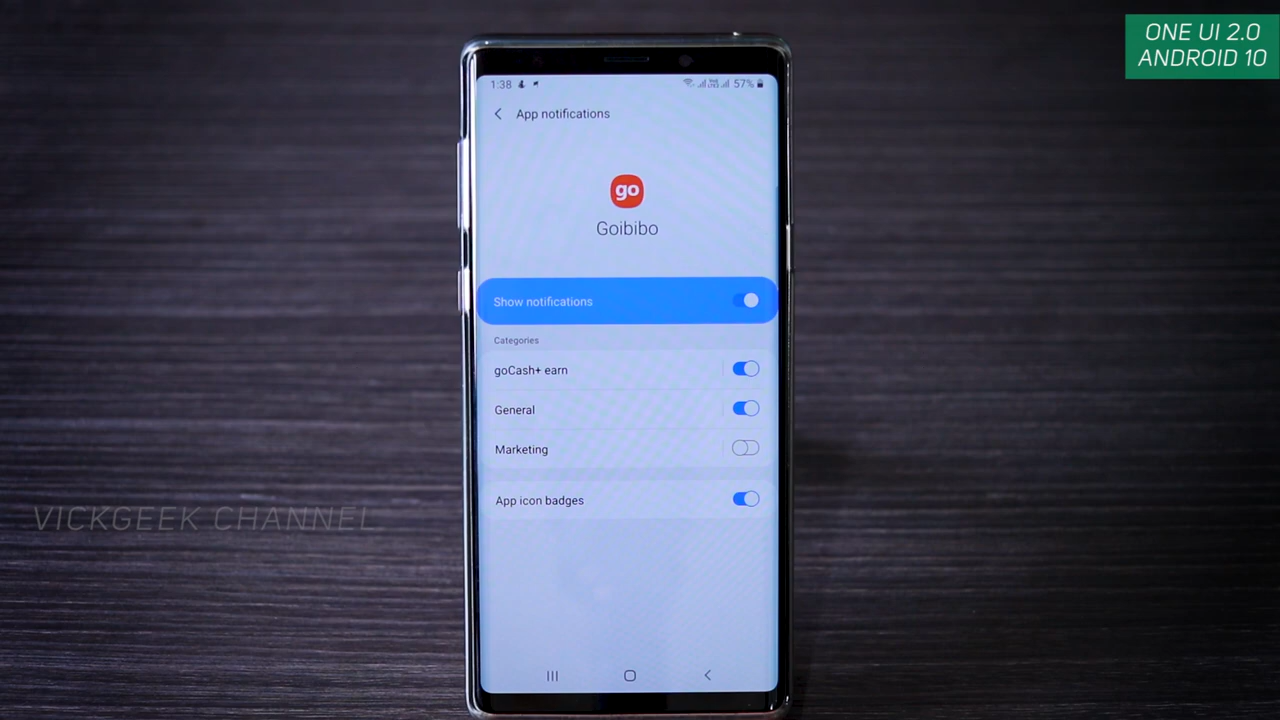 ONE UI 2.0
ANDROID 10
1:38
57%
App notifications
go
Goibibo
Show notifications
Categories
goCash+ earn
General
Marketing
App icon badges
VICKGEEK CHANNEL